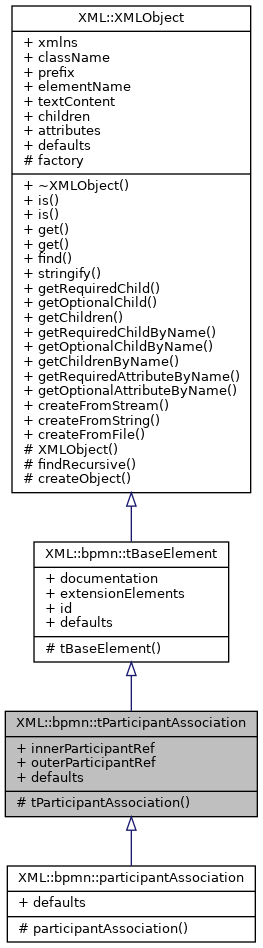 XML::XMLObject
+ xmlns
+ className
+ prefix
+ elementName
+ textContent
+ children
+ attributes
+ defaults
# factory
+ ~XMLObject()
+ is()
+ is()
+ get()
+ get()
+ find()
+ stringify()
+ getRequiredChild()
+ getOptionalChild()
+ getChildren()
+ getRequiredChildByName()
+ getOptionalChildByName()
+ getChildrenByName()
+ getRequiredAttributeByName()
+ getOptionalAttributeByName()
+ createFromStream()
+ createFromString()
+ createFromFile()
# XMLObject()
# findRecursive()
# createObject()
XML::bpmn::tBaseElement
+ documentation
+ extensionElements
+ id
+ defaults
# tBaseElement()
XML::bpmn::tParticipantAssociation
+ innerParticipantRef
+ outerParticipantRef
+ defaults
# tParticipantAssociation()
XML::bpmn::participantAssociation
+ defaults
# participantAssociation()